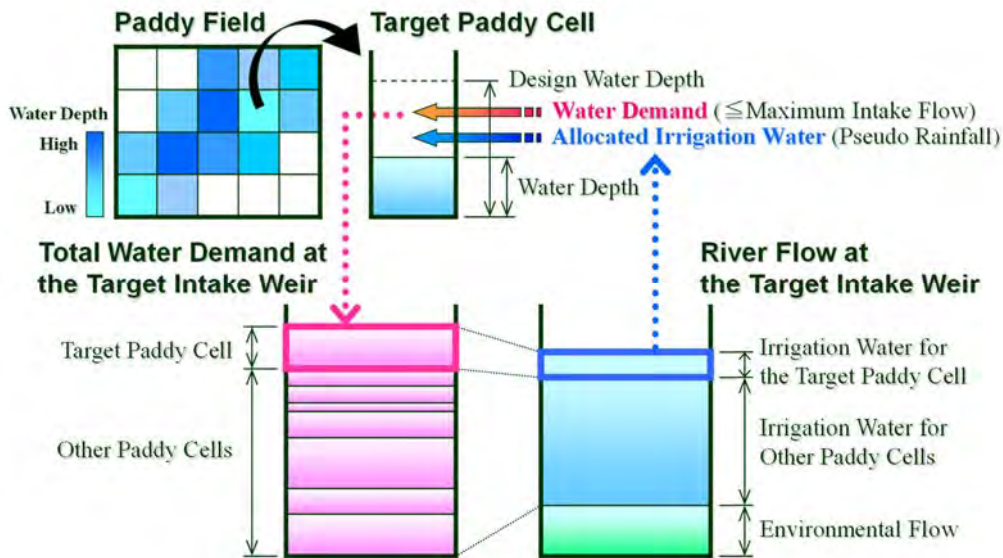 Paddy Field
Target Paddy Cell
Water Depth
High
Low
Design Water Depth
Water Demand (≦Maximum Intake Flow)
Allocated Irrigation Water (Pseudo Rainfall)
Water Depth
Total Water Demand at
the Target Intake Weir
River Flow at
the Target Intake Weir
Target Paddy Cell
Other Paddy Cells
Irrigation Water for
the Target Paddy Cell
Irrigation Water for
Other Paddy Cells
Environmental Flow